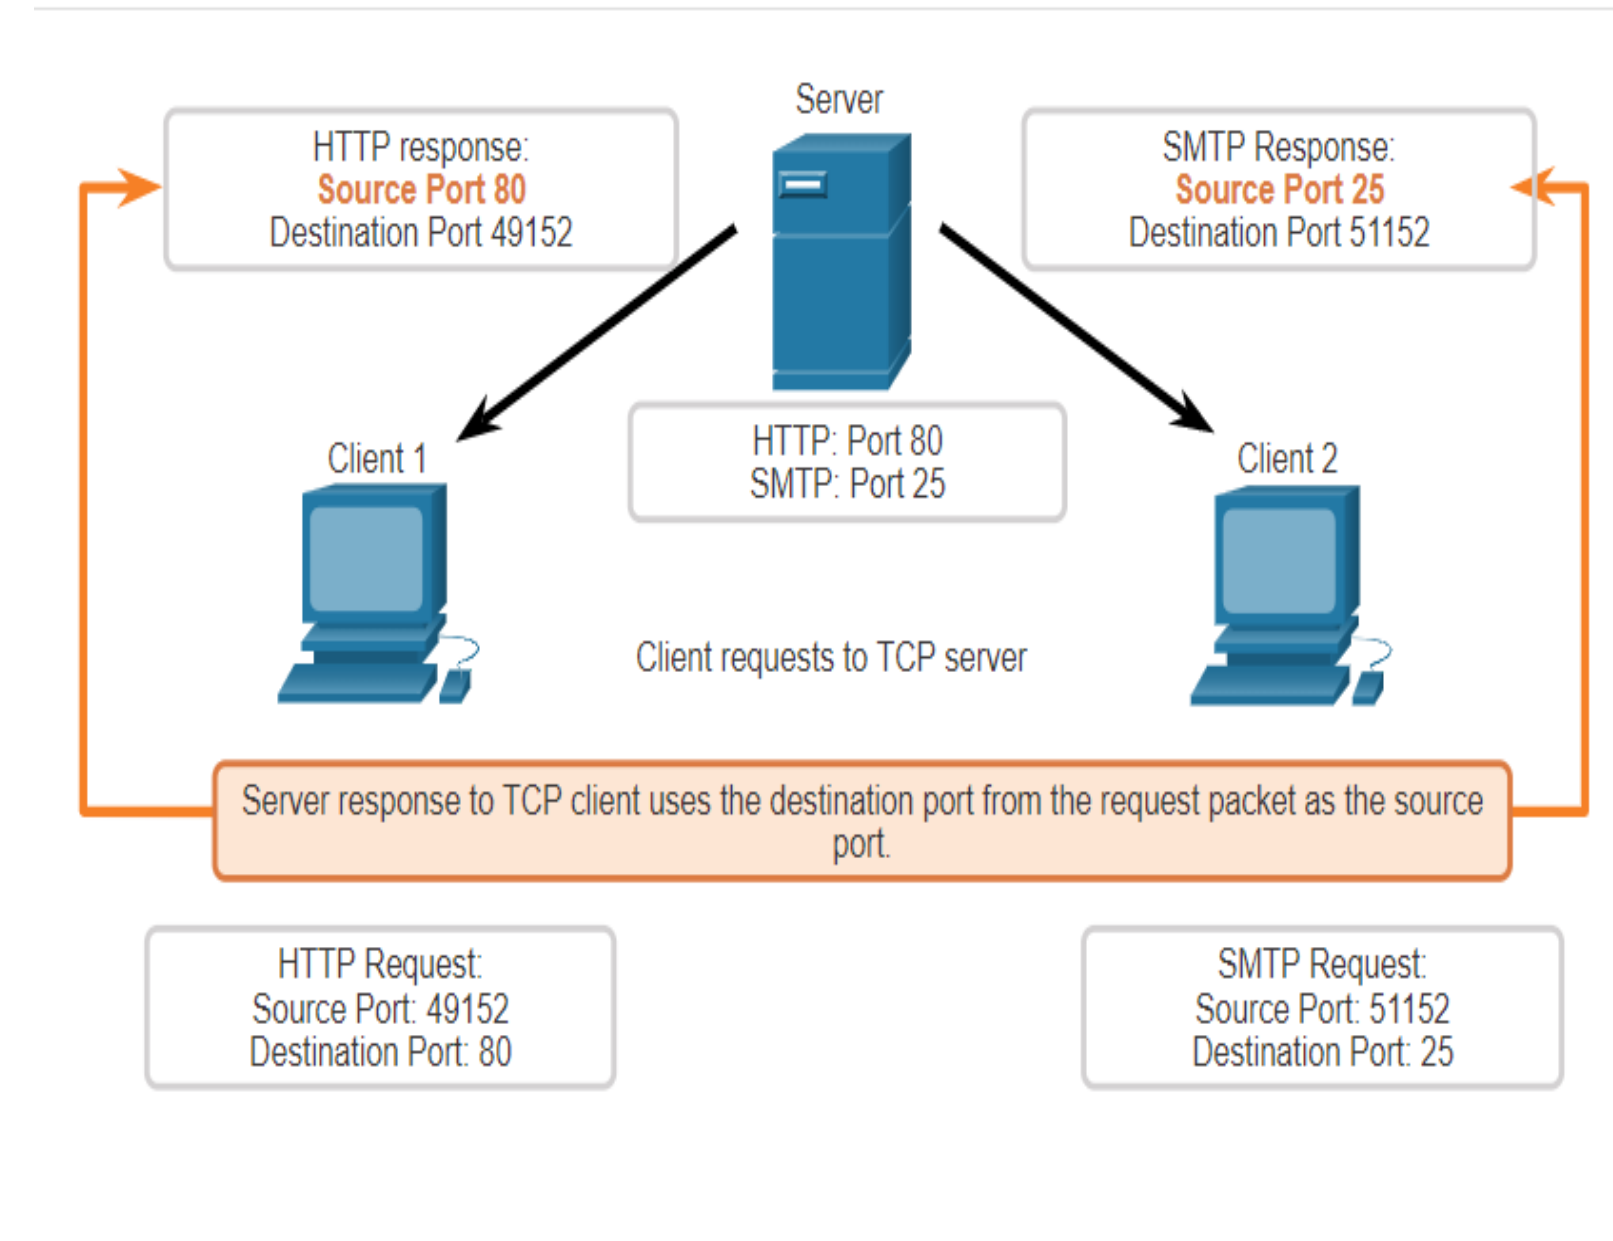 Server
HTTP response:
Source Port 80
Destination Port 49152
SMTP Response:
Source Port 25
Destination Port 51152
HTTP: Port 80
SMTP: Port 25
Client 1
Client 2
Client requests to TCP server
Server response to TCP client uses the destination port from the request packet as the source
port.
HTTP Request:
Source Port: 49152
Destination Port: 80
SMTP Request:
Source Port: 51152
Destination Port: 25